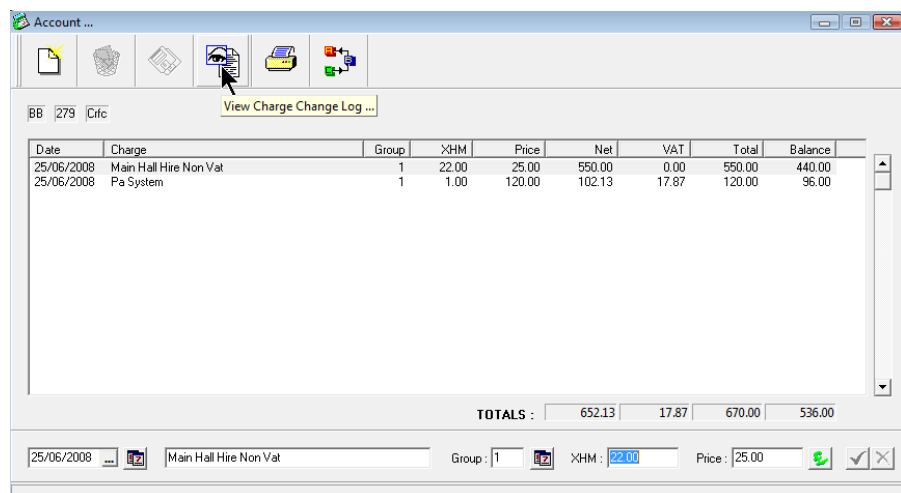 Account ...
View Charge Change Log ...
BB 279 Crfc
Date Charge Group XHM Price Net VAT Total Balance
25/06/2008 Main Hall Hire Non Vat 1 22.00 25.00 550.00 0.00 550.00 440.00
25/06/2008 Pa System 1 1.00 120.00 102.13 17.87 120.00 96.00
TOTALS : 652.13 17.87 670.00 536.00
25/06/2008 ... Main Hall Hire Non Vat Group : 1 XHM : 22.00 Price : 25.00